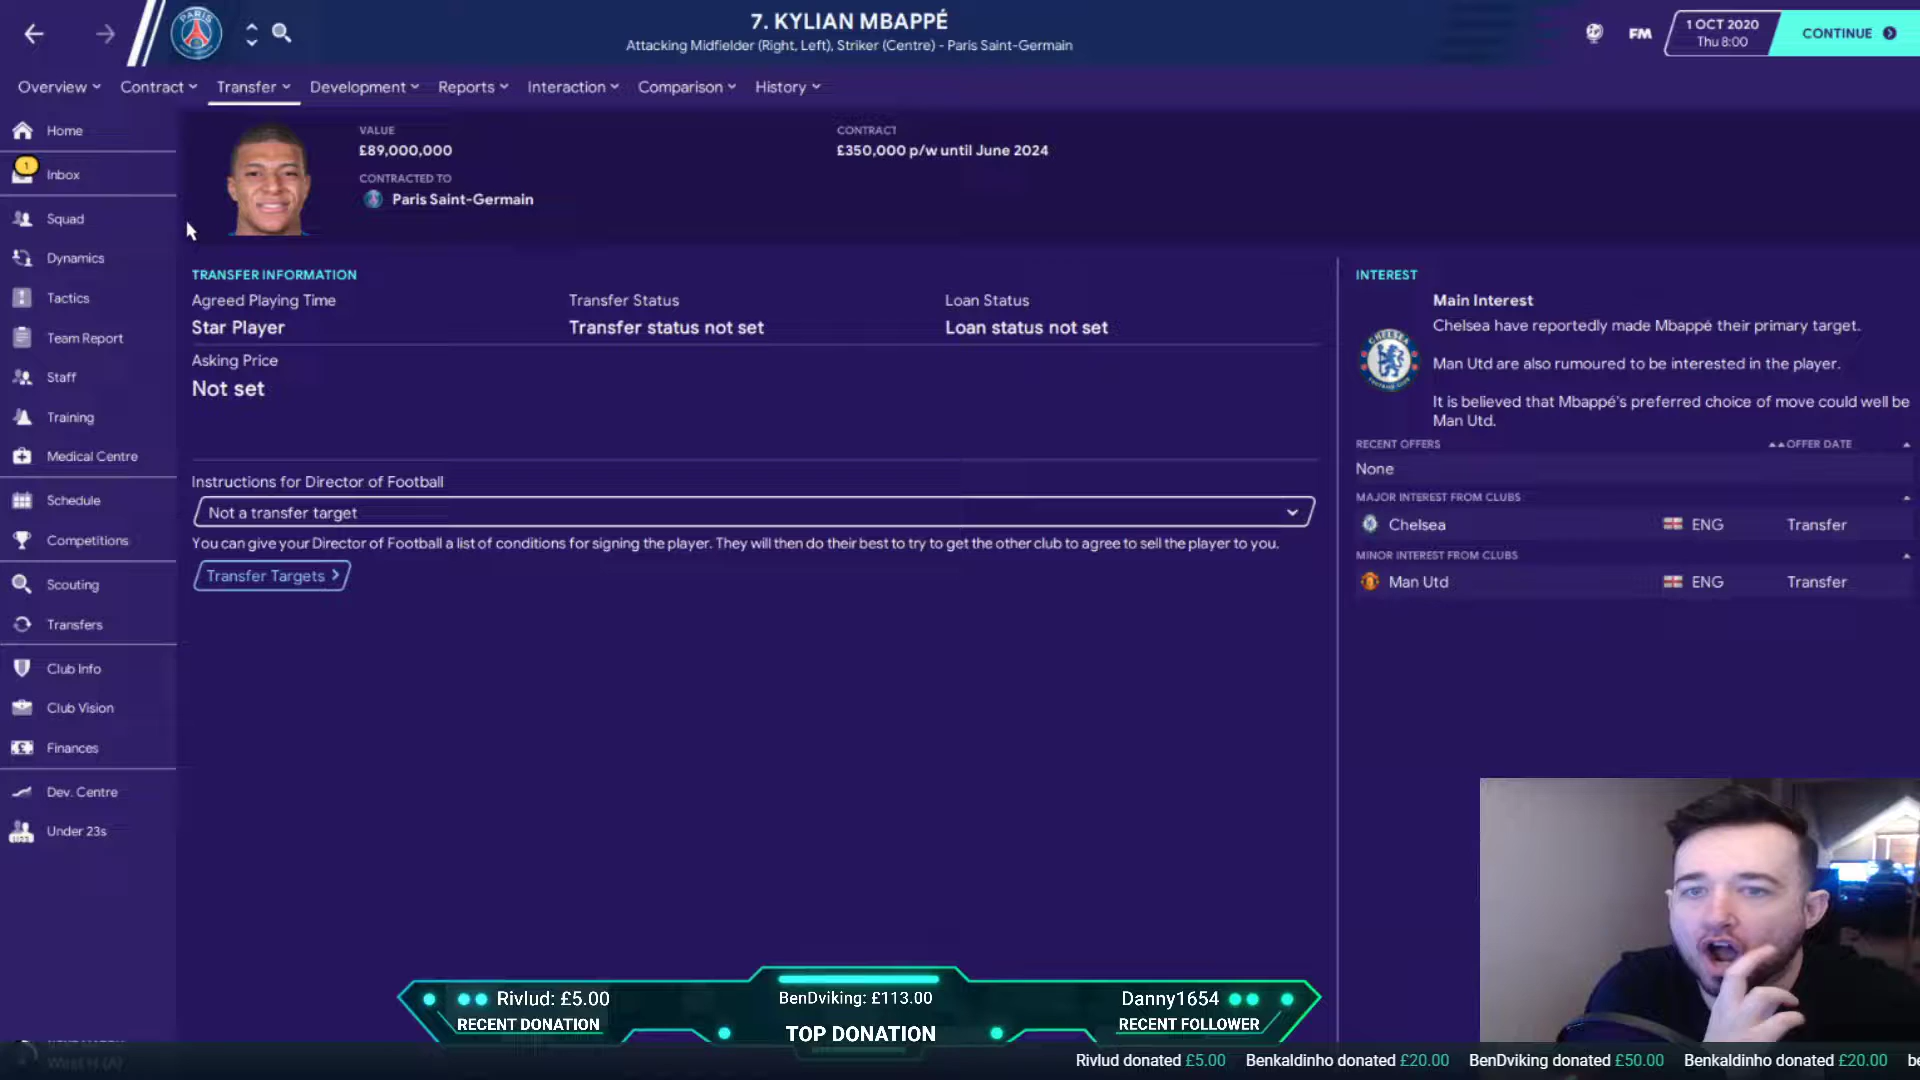 7. KYLIAN MBAPPÉ
Attacking Midfielder (Right, Left), Striker (Centre) - Paris Saint-Germain
PARIS
FM
1 OCT 2020
Thu 8:00
CONTINUE
Overview
Contract
Transfer
Development
Reports
Interaction
Comparison
History
Home
1
Inbox
Squad
Dynamics
Tactics
Team Report
Staff
Training
Medical Centre
Schedule
Competitions
Scouting
Transfers
Club Info
Club Vision
Finances
Dev. Centre
Under 23s
West H (A)
VALUE
£89,000,000
CONTRACTED TO
Paris Saint-Germain
CONTRACT
£350,000 p/w until June 2024
TRANSFER INFORMATION
Agreed Playing Time
Star Player
Transfer Status
Transfer status not set
Loan Status
Loan status not set
Asking Price
Not set
Instructions for Director of Football
Not a transfer target
You can give your Director of Football a list of conditions for signing the player. They will then do their best to try to get the other club to agree to sell the player to you.
Transfer Targets >
INTEREST
Main Interest
CHELSEA
Chelsea have reportedly made Mbappé their primary target.
Man Utd are also rumoured to be interested in the player.
It is believed that Mbappé's preferred choice of move could well be
Man Utd.
RECENT OFFERS
OFFER DATE
None
MAJOR INTEREST FROM CLUBS
Chelsea ENG Transfer
MINOR INTEREST FROM CLUBS
Man Utd ENG Transfer
Rivlud: £5.00
RECENT DONATION
BenDviking: £113.00
TOP DONATION
Danny1654
RECENT FOLLOWER
Rivlud donated £5.00 Benkaldinho donated £20.00 BenDviking donated £50.00 Benkaldinho donated £20.00 be